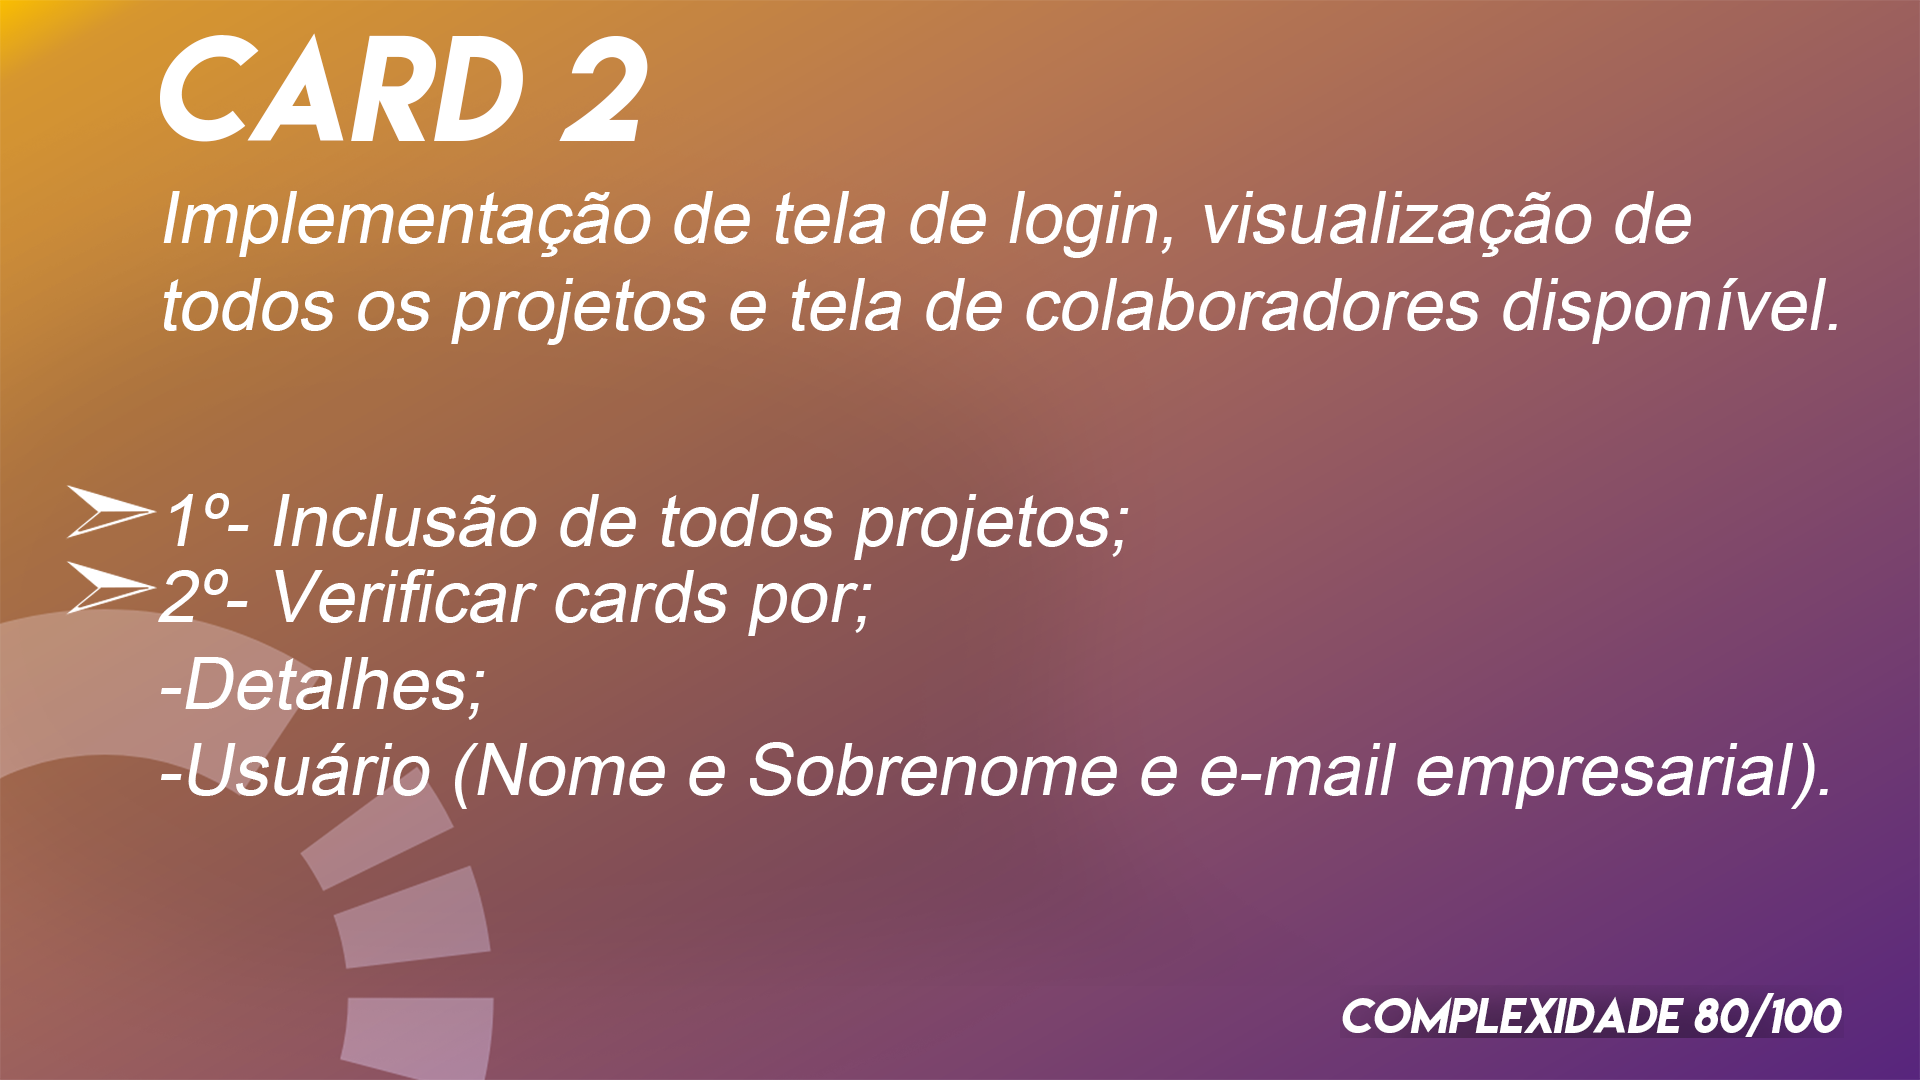 CARD 2
Implementação de tela de login, visualização de
todos os projetos e tela de colaboradores disponível.
1º- Inclusão de todos projetos;
2º- Verificar cards por;
-Detalhes;
-Usuário (Nome e Sobrenome e e-mail empresarial).
COMPLEXIDADE 80/100